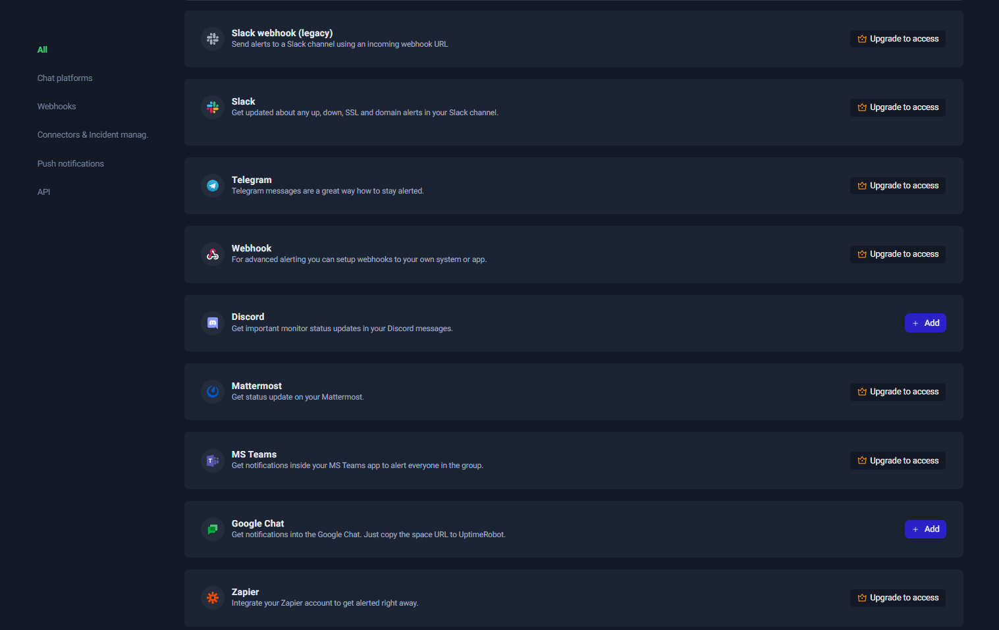 All
Chat platforms
Webhooks
Connectors & Incident manag.
Push notifications
API
Slack webhook (legacy)
Send alerts to a Slack channel using an incoming webhook URL
Upgrade to access
Slack
Get updated about any up, down, SSL and domain alerts in your Slack channel.
Upgrade to access
Telegram
Telegram messages are a great way how to stay alerted.
Upgrade to access
Webhook
For advanced alerting you can setup webhooks to your own system or app.
Upgrade to access
Discord
Get important monitor status updates in your Discord messages.
+ Add
Mattermost
Get status update on your Mattermost.
Upgrade to access
MS Teams
Get notifications inside your MS Teams app to alert everyone in the group.
Upgrade to access
Google Chat
Get notifications into the Google Chat. Just copy the space URL to UptimeRobot.
+ Add
Zapier
Integrate your Zapier account to get alerted right away.
Upgrade to access